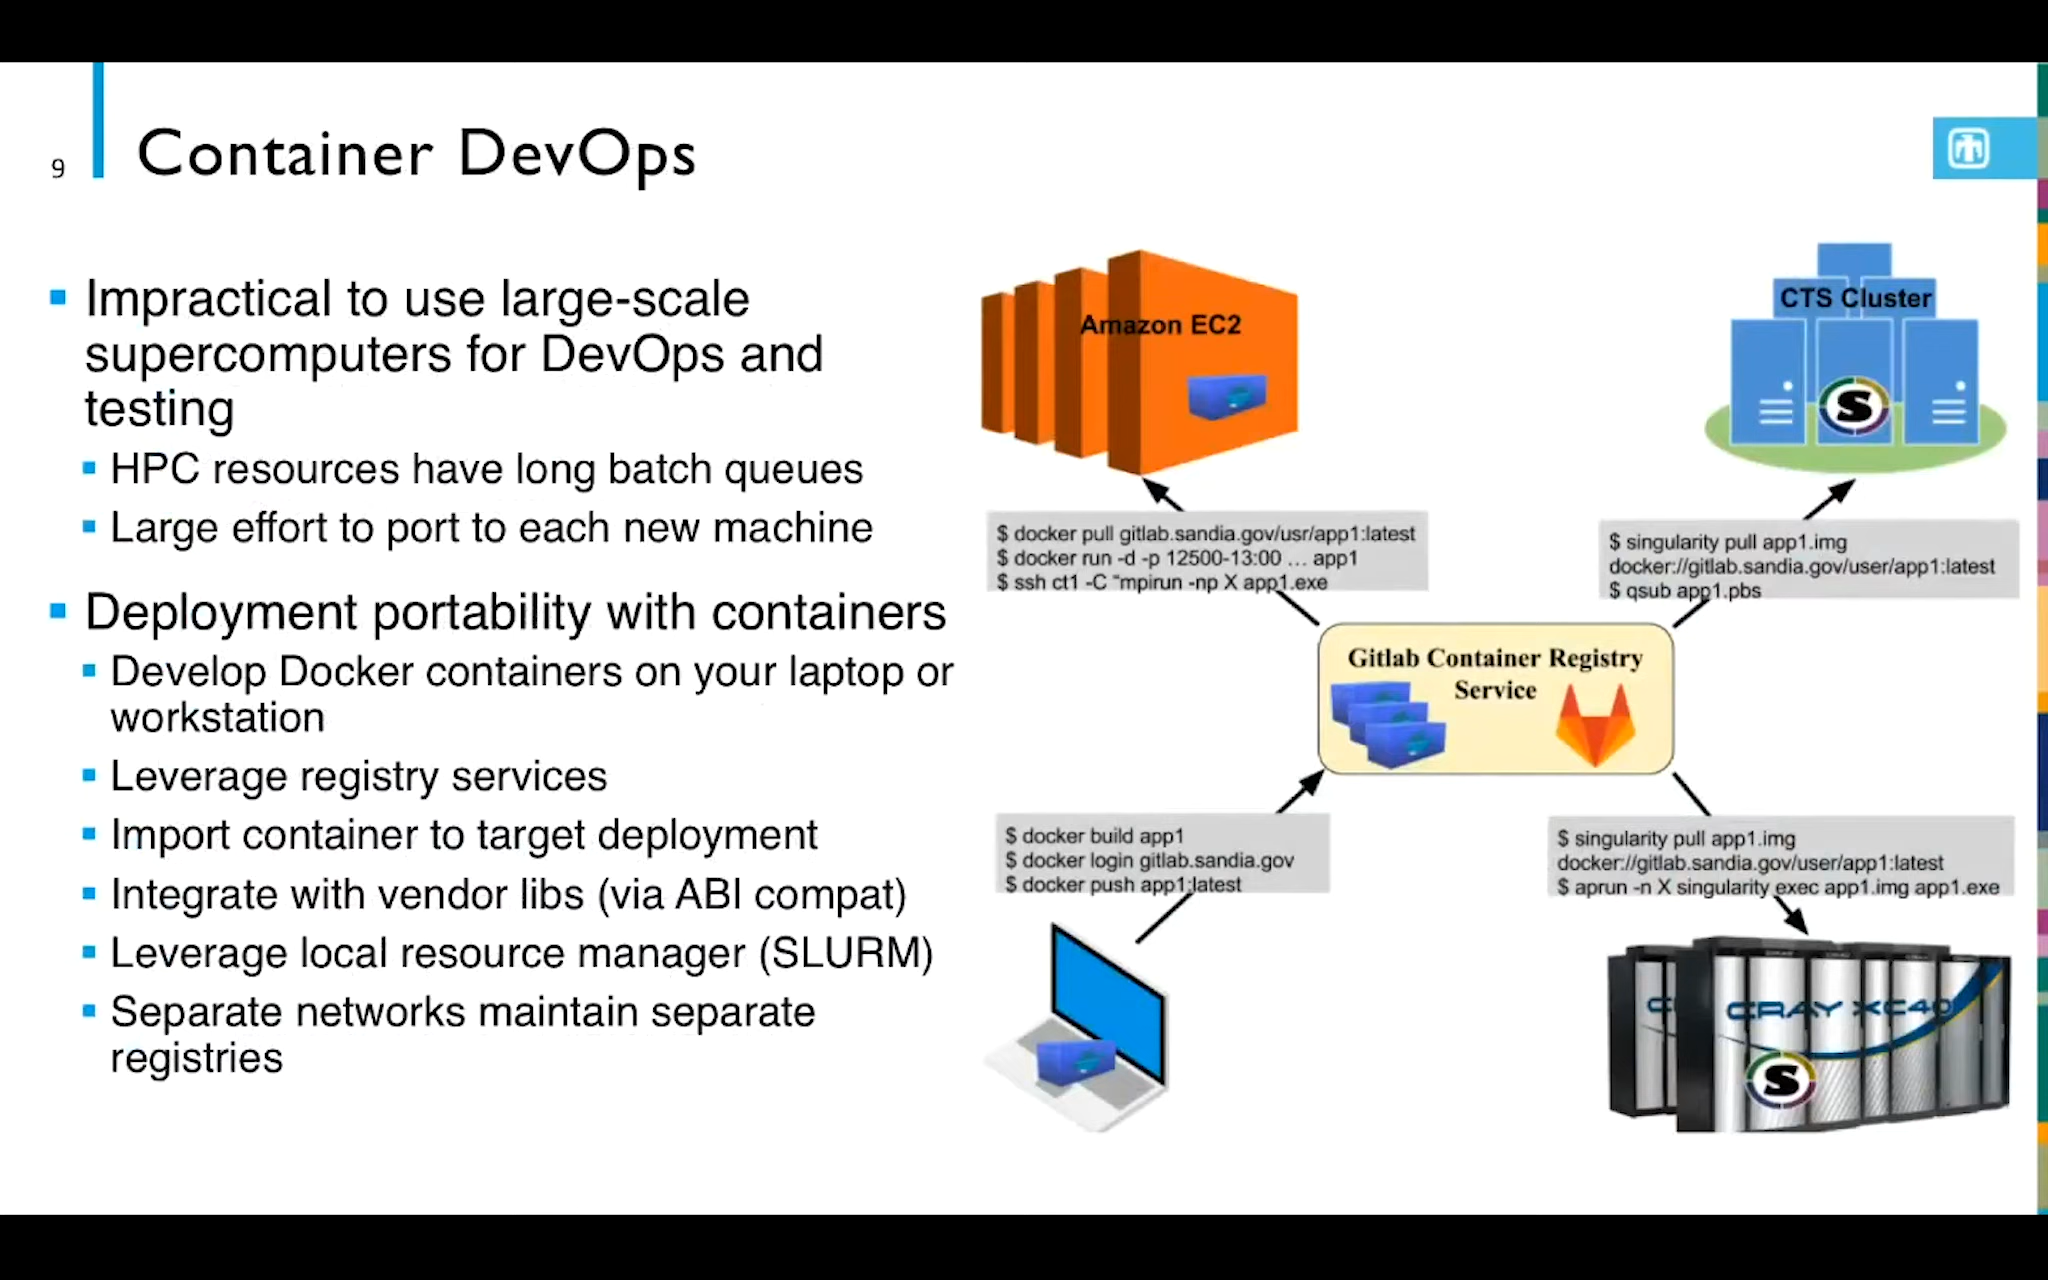 9
Container DevOps
Impractical to use large-scale
supercomputers for DevOps and
testing
HPC resources have long batch queues
Large effort to port to each new machine
Deployment portability with containers
Develop Docker containers on your laptop or
workstation
Leverage registry services
Import container to target deployment
Integrate with vendor libs (via ABI compat)
Leverage local resource manager (SLURM)
Separate networks maintain separate
registries
Amazon EC2
CTS Cluster
S
$ docker pull gitlab.sandia.gov/usr/app1:latest
$ docker run -d -p 12500-13:00 ... app1
$ ssh ct1 -C "mpirun -np X app1.exe
$ singularity pull app1.img
docker://gitlab.sandia.gov/user/app1:latest
$ qsub app1.pbs
Gitlab Container Registry
Service
$ docker build app1
$ docker login gitlab.sandia.gov
$ docker push app1:latest
$ singularity pull app1.img
docker://gitlab.sandia.gov/user/app1:latest
$ aprun -n X singularity exec app1.img app1.exe
CRAY XC40
S